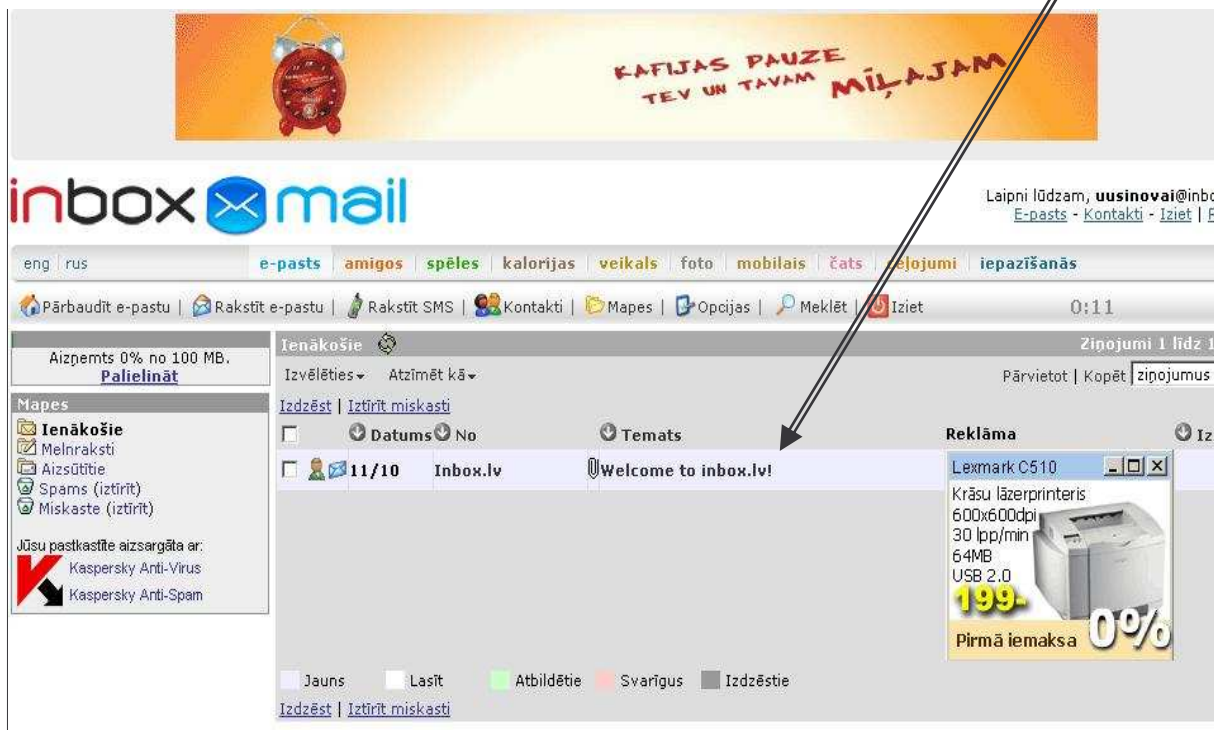 KAFIJAS PAUZE
TEV UN TAVAM MĪĻAJAM
inbox mail
Laipni lūdzam, uusinovai@inbo
E-pasts - Kontakti - Iziet |
eng | rus e-pasts amigos spēles kalorijas veikals foto mobilais čats ceļojumi iepazīšanās
Pārbaudīt e-pastu | Rakstīt e-pastu | Rakstīt SMS | Kontakti | Mapes | Opcijas | Meklēt | Iziet 0:11
Aizņemts 0% no 100 MB.
Palielināt
Mapes
Ienākošie
Melnraksti
Aizsūtītie
Spams (iztīrīt)
Miskaste (iztīrīt)
Jūsu pastkastīte aizsargāta ar:
Kaspersky Anti-Virus
Kaspersky Anti-Spam
Ienākošie Ziņojumi 1 līdz 1
Izvēlēties Atzīmēt kā Pārvietot | Kopēt ziņojumus
Izdzēst | Iztīrīt miskasti
Datums No Temats Reklāma Iz
11/10 Inbox.lv Welcome to inbox.lv!
Lexmark C510
Krāsu lāzerprinteris
600x600dpi
30 lpp/min
64MB
USB 2.0
199-
Pirmā iemaksa 0%
Jauns Lasīt Atbildētie Svarīgus Izdzēstie
Izdzēst | Iztīrīt miskasti